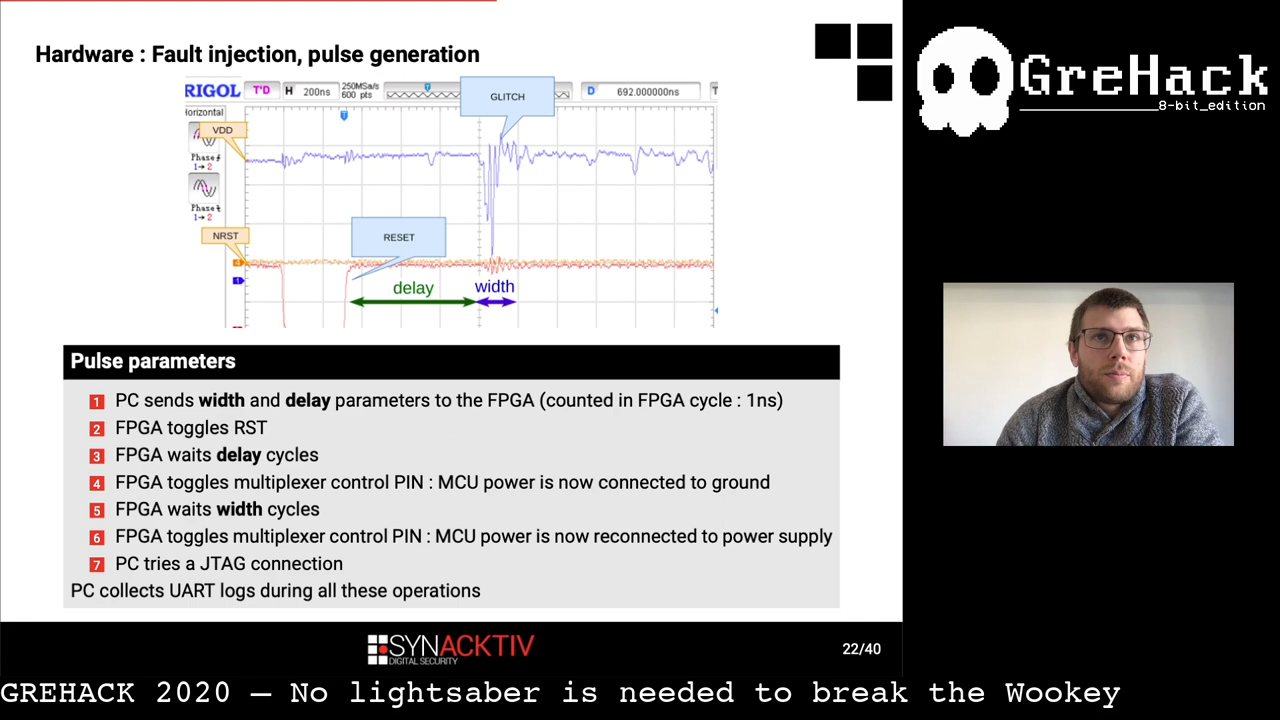 Hardware : Fault injection, pulse generation
RIGOL T'D H 200ns 250MSa/s 600 pts D 692.000000ns T
Horizontal
GLITCH
VDD
Phase
1→2
Phase
1→2
NRST
RESET
delay width
Pulse parameters
1 PC sends width and delay parameters to the FPGA (counted in FPGA cycle : 1ns)
2 FPGA toggles RST
3 FPGA waits delay cycles
4 FPGA toggles multiplexer control PIN : MCU power is now connected to ground
5 FPGA waits width cycles
6 FPGA toggles multiplexer control PIN : MCU power is now reconnected to power supply
7 PC tries a JTAG connection
PC collects UART logs during all these operations
SYNACKTIV
DIGITAL SECURITY
22/40
GreHack
8-bit_edition
GREHACK 2020 — No lightsaber is needed to break the Wookey